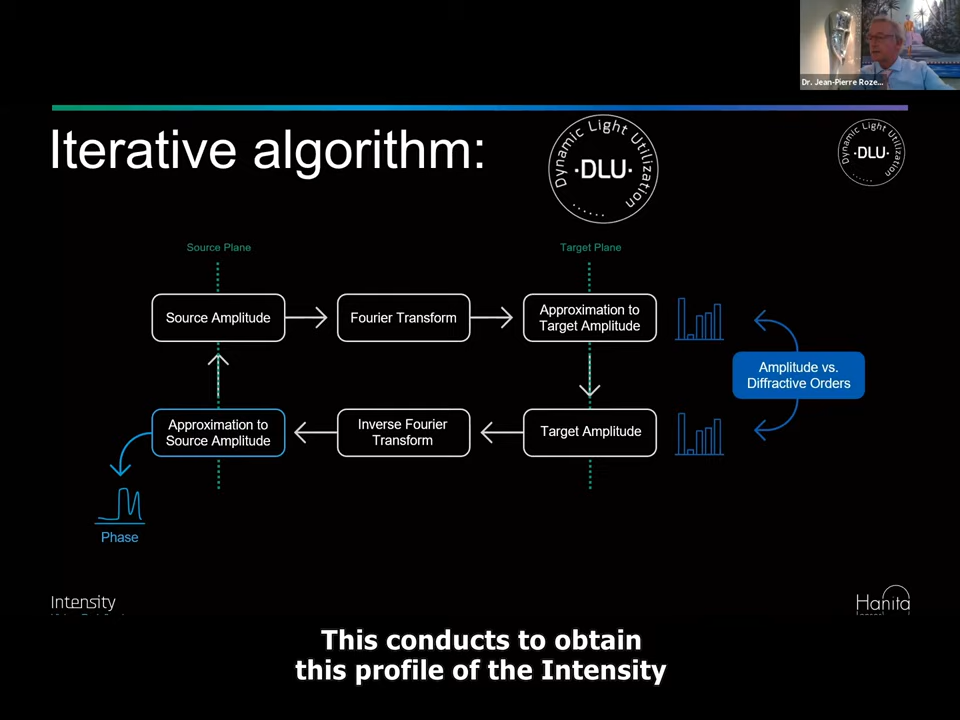 Dr. Jean-Pierre Roze...
Iterative algorithm:
Dynamic Light Utilization
DLU
Dynamic Light Utilization
DLU
Source Plane
Target Plane
Source Amplitude
Fourier Transform
Approximation to
Target Amplitude
Amplitude vs.
Diffractive Orders
Approximation to
Source Amplitude
Inverse Fourier
Transform
Target Amplitude
Phase
Intensity
Hanita
This conducts to obtain
this profile of the Intensity